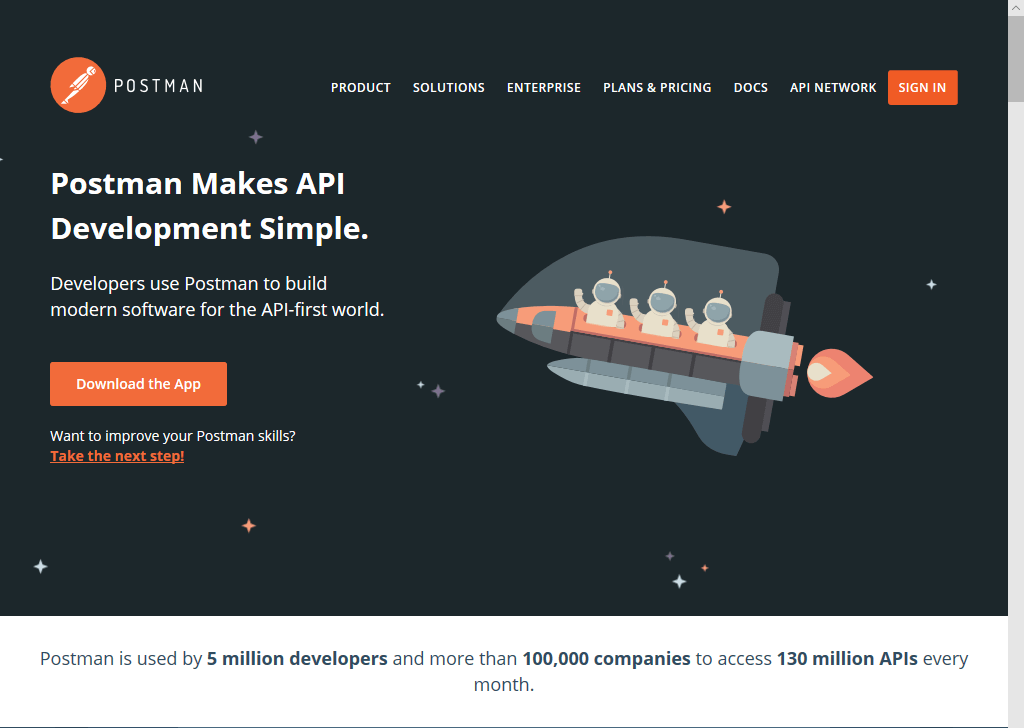 POSTMAN
PRODUCT SOLUTIONS ENTERPRISE PLANS & PRICING DOCS API NETWORK SIGN IN
Postman Makes API
Development Simple.
Developers use Postman to build
modern software for the API-first world.
Download the App
Want to improve your Postman skills?
Take the next step!
Postman is used by 5 million developers and more than 100,000 companies to access 130 million APIs every
month.